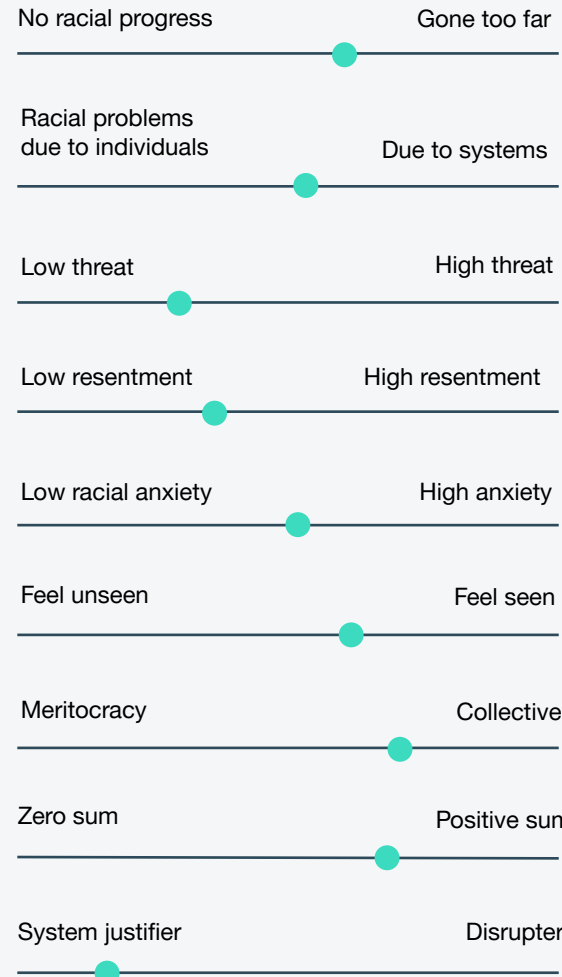 No racial progress Gone too far
Racial problems
due to individuals Due to systems
Low threat High threat
Low resentment High resentment
Low racial anxiety High anxiety
Feel unseen Feel seen
Meritocracy Collective
Zero sum Positive sum
System justifier Disrupter